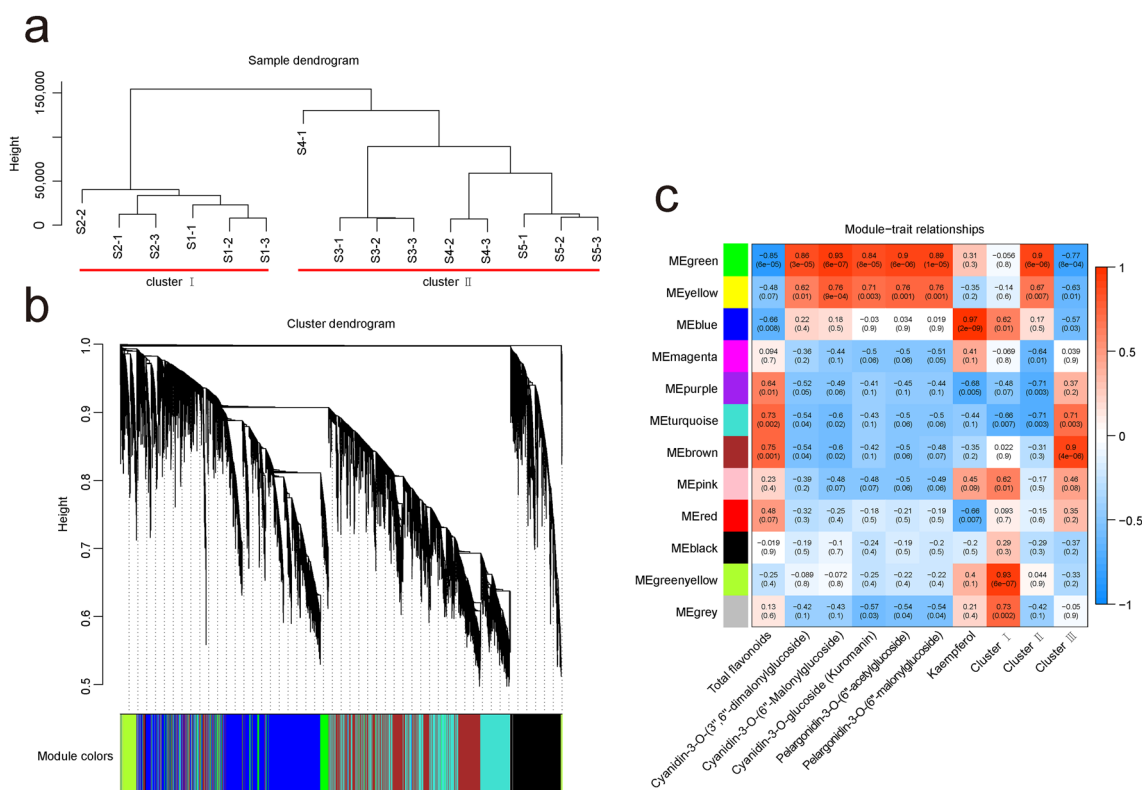 a
Sample dendrogram
Height
150,000
50,000
0
S2-2
S2-1
S2-3
S1-1
S1-2
S1-3
S4-1
S3-1
S3-2
S3-3
S4-2
S4-3
S5-1
S5-2
S5-3
cluster Ⅰ
cluster Ⅱ
b
Cluster dendrogram
Height
1.0
0.9
0.8
0.7
0.6
0.5
Module colors
c
Module−trait relationships
MEgreen −0.85 0.86 0.93 0.84 0.9 0.89 0.31 −0.056 0.9 −0.77
(6e−05) (3e−05) (6e−07) (8e−05) (6e−06) (1e−05) (0.3) (0.8) (6e−06) (8e−04)
MEyellow −0.48 0.62 0.76 0.71 0.76 0.76 −0.35 −0.14 0.67 −0.63
(0.07) (0.01) (9e−04) (0.003) (0.001) (0.001) (0.2) (0.6) (0.007) (0.01)
MEblue −0.66 0.22 0.18 −0.03 0.034 0.019 0.97 0.62 0.17 −0.57
(0.008) (0.4) (0.5) (0.9) (0.9) (0.9) (2e−09) (0.01) (0.5) (0.03)
MEmagenta 0.094 −0.36 −0.44 −0.5 −0.5 −0.51 0.41 −0.069 −0.64 0.039
(0.7) (0.2) (0.1) (0.06) (0.06) (0.05) (0.1) (0.8) (0.01) (0.9)
MEpurple 0.64 −0.52 −0.49 −0.41 −0.45 −0.44 −0.68 −0.48 −0.71 0.37
(0.01) (0.05) (0.06) (0.1) (0.1) (0.1) (0.005) (0.07) (0.003) (0.2)
MEturquoise 0.73 −0.54 −0.6 −0.43 −0.5 −0.5 −0.44 −0.66 −0.71 0.71
(0.002) (0.04) (0.02) (0.1) (0.06) (0.06) (0.1) (0.007) (0.003) (0.003)
MEbrown 0.75 −0.54 −0.6 −0.42 −0.5 −0.48 −0.35 0.022 −0.31 0.9
(0.001) (0.04) (0.02) (0.1) (0.06) (0.07) (0.2) (0.9) (0.3) (4e−06)
MEpink 0.23 −0.39 −0.48 −0.48 −0.5 −0.49 0.45 0.62 −0.17 0.46
(0.4) (0.2) (0.07) (0.07) (0.06) (0.06) (0.09) (0.01) (0.5) (0.08)
MEred 0.48 −0.32 −0.25 −0.18 −0.21 −0.19 −0.66 0.093 −0.15 0.35
(0.07) (0.3) (0.4) (0.5) (0.5) (0.5) (0.007) (0.7) (0.6) (0.2)
MEblack −0.019 −0.19 −0.1 −0.24 −0.19 −0.2 −0.2 0.29 −0.29 −0.37
(0.9) (0.5) (0.7) (0.4) (0.5) (0.5) (0.5) (0.3) (0.3) (0.2)
MEgreenyellow −0.25 −0.089 −0.072 −0.25 −0.22 −0.22 0.4 0.93 0.044 −0.33
(0.4) (0.8) (0.8) (0.4) (0.4) (0.4) (0.1) (6e−07) (0.9) (0.2)
MEgrey 0.13 −0.42 −0.43 −0.57 −0.54 −0.54 0.21 0.73 −0.42 −0.05
(0.6) (0.1) (0.1) (0.03) (0.04) (0.04) (0.4) (0.002) (0.1) (0.9)
Total flavonoids
Cyanidin-3-O-(3",6"-dimalonylglucoside)
Cyanidin-3-O-(6"-Malonylglucoside)
Cyanidin-3-O-glucoside (Kuromanin)
Pelargonidin-3-O-(6"-acetylglucoside)
Pelargonidin-3-O-(6"-malonylglucoside)
Kaempferol
Cluster Ⅰ
Cluster Ⅱ
Cluster Ⅲ
1
0.5
0
−0.5
−1